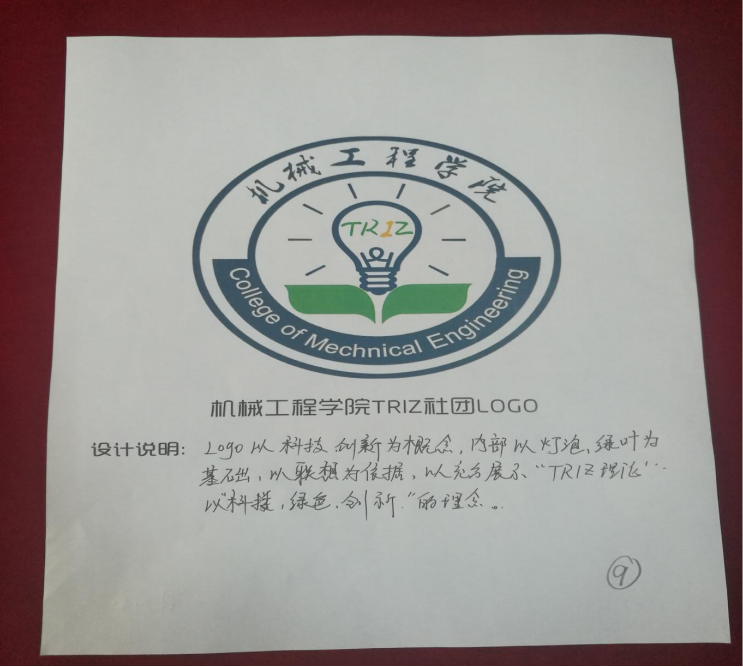 机械工程学院
TRIZ
College of Mechnical Engineering
机械工程学院TRIZ社团LOGO
设计说明: Logo 以科技创新为概念,内部以灯泡,绿叶为
基础,以联想为依据,以充分展示“TRIZ理论”
以“科技,绿色,创新.”的理念。
9